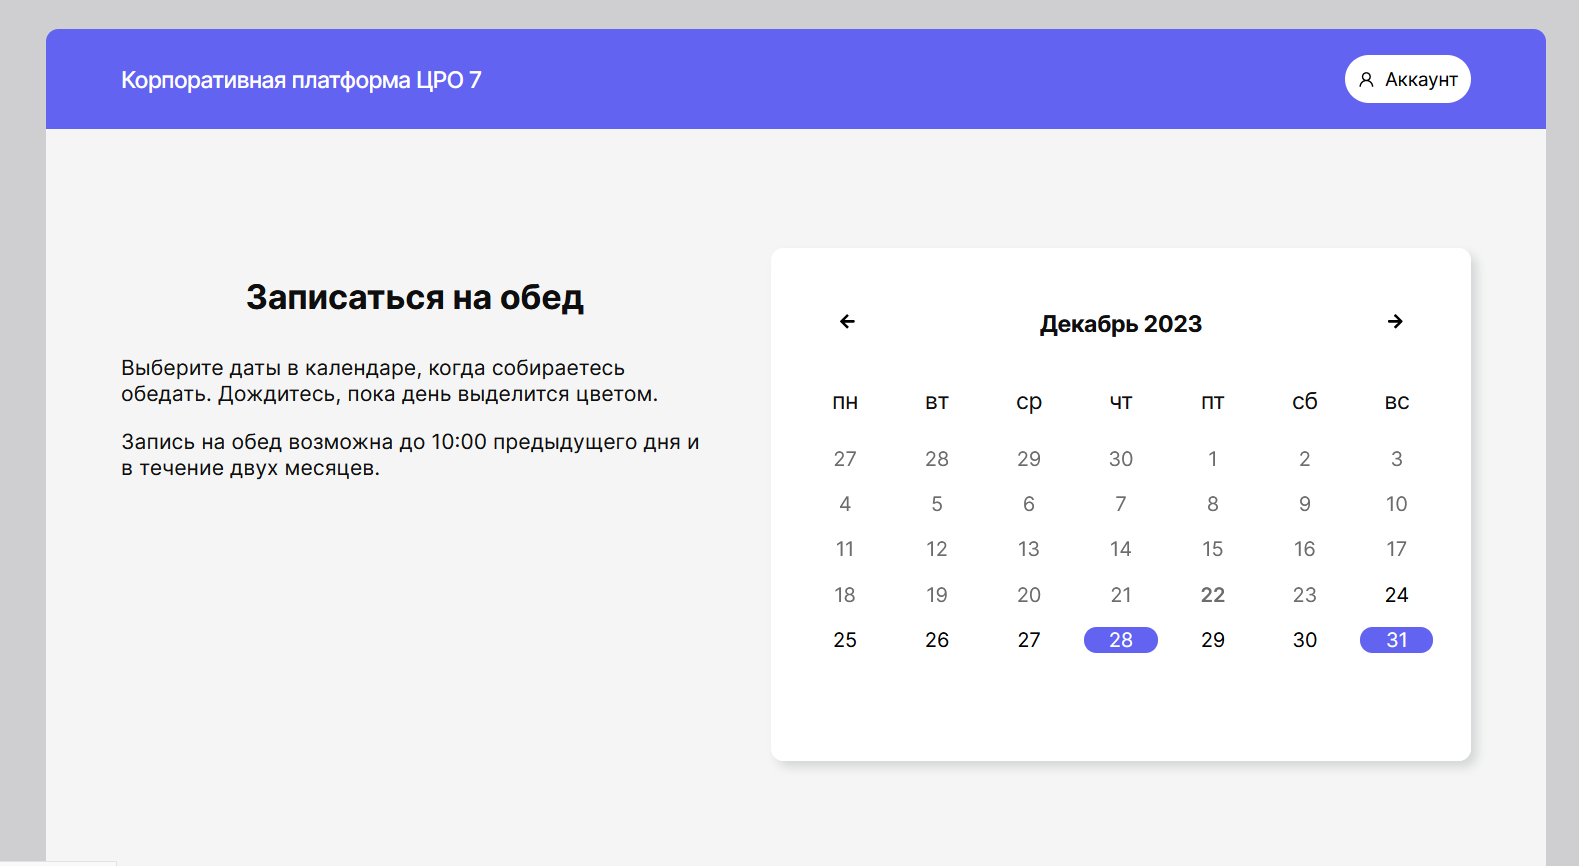 Корпоративная платформа ЦРО 7
Аккаунт
Записаться на обед
Выберите даты в календаре, когда собираетесь
обедать. Дождитесь, пока день выделится цветом.
Запись на обед возможна до 10:00 предыдущего дня и
в течение двух месяцев.
Декабрь 2023
пн вт ср чт пт сб вс
27 28 29 30 1 2 3
4 5 6 7 8 9 10
11 12 13 14 15 16 17
18 19 20 21 22 23 24
25 26 27 28 29 30 31